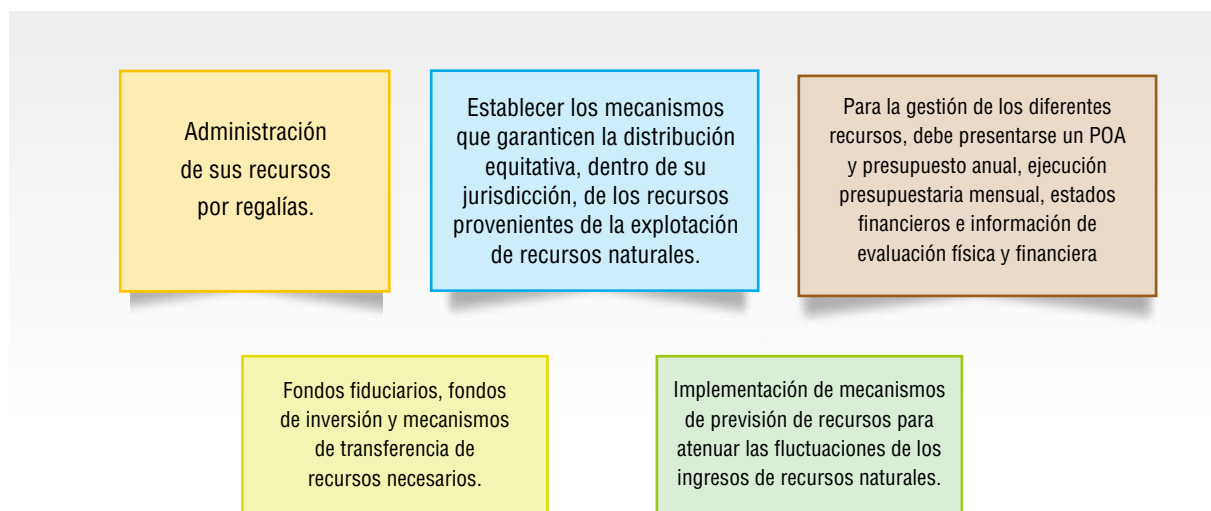 Administración
de sus recursos
por regalías.
Establecer los mecanismos
que garanticen la distribución
equitativa, dentro de su
jurisdicción, de los recursos
provenientes de la explotación
de recursos naturales.
Para la gestión de los diferentes
recursos, debe presentarse un POA
y presupuesto anual, ejecución
presupuestaria mensual, estados
financieros e información de
evaluación física y financiera
Fondos fiduciarios, fondos
de inversión y mecanismos
de transferencia de
recursos necesarios.
Implementación de mecanismos
de previsión de recursos para
atenuar las fluctuaciones de los
ingresos de recursos naturales.